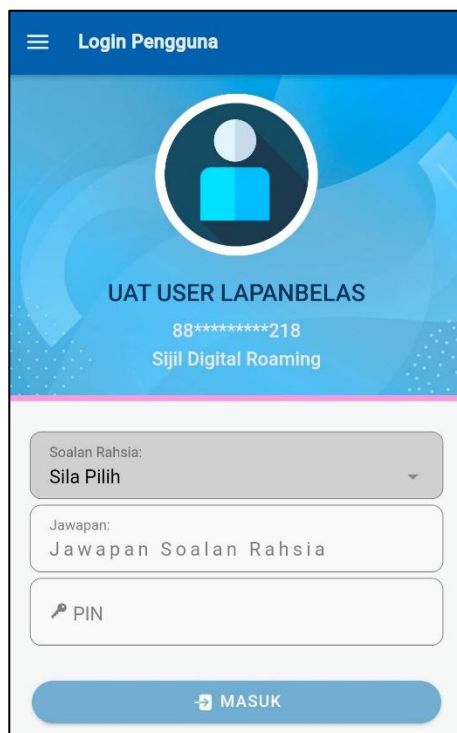 Login Pengguna
UAT USER LAPANBELAS
88*********218
Sijil Digital Roaming
Soalan Rahsia:
Sila Pilih
Jawapan:
Jawapan Soalan Rahsia
PIN
MASUK